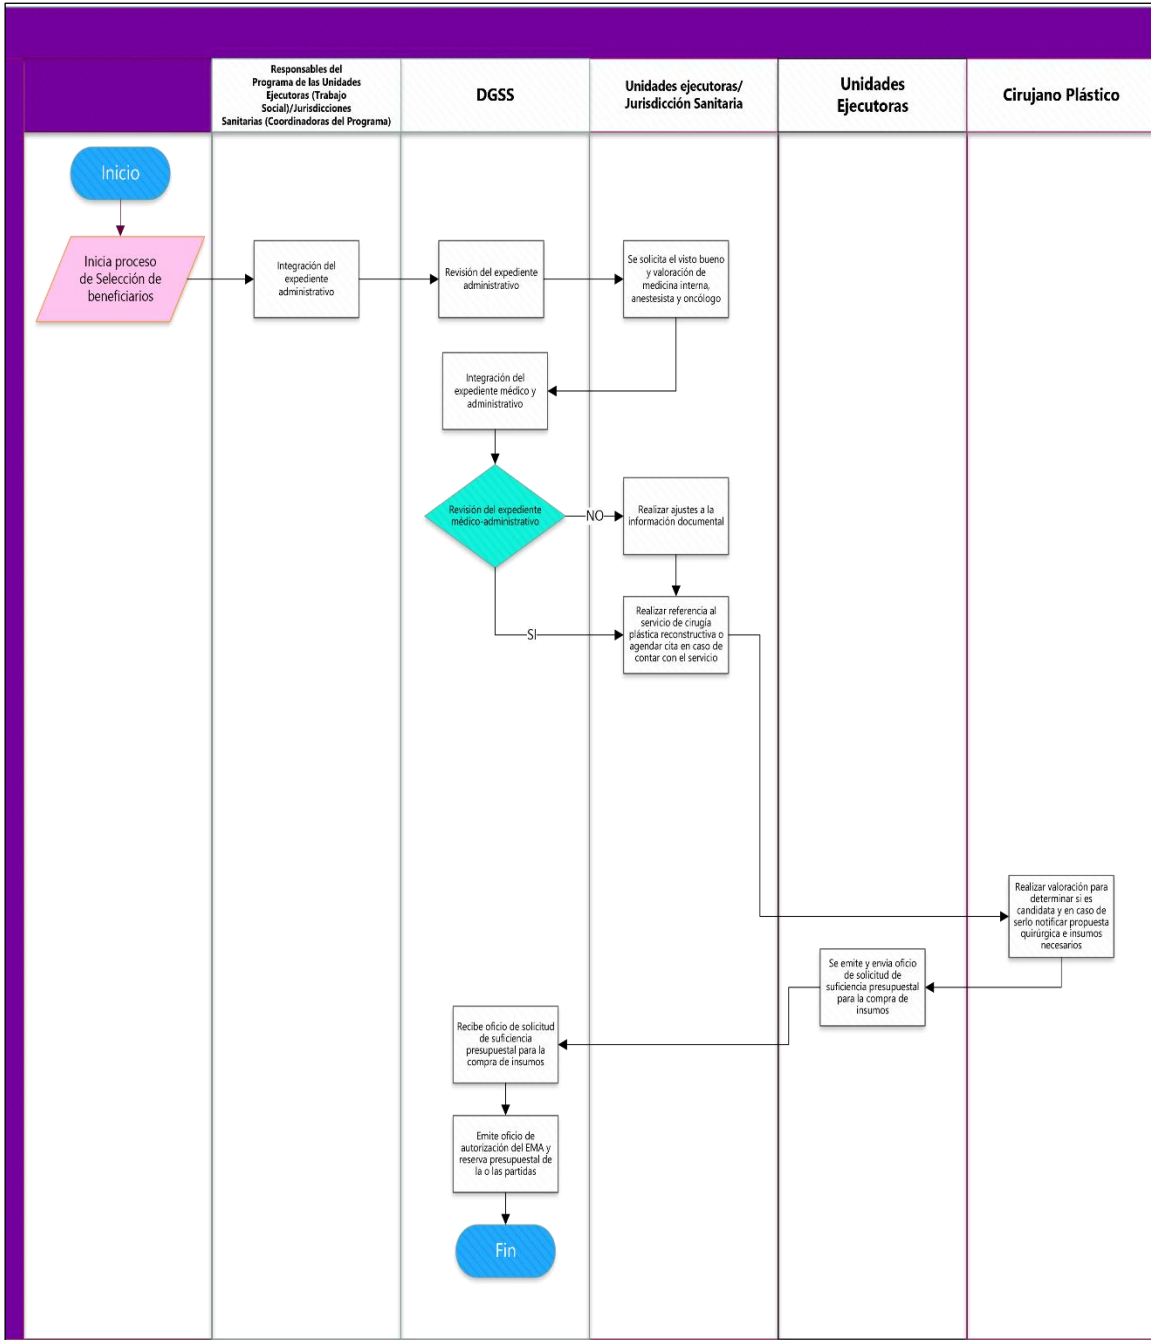 Responsables del
Programa de las Unidades
Ejecutoras (Trabajo
Social)/Jurisdicciones
Sanitarias (Coordinadoras del Programa)
DGSS
Unidades ejecutoras/
Jurisdicción Sanitaria
Unidades
Ejecutoras
Cirujano Plástico
Inicio
Inicia proceso
de Selección de
beneficiarios
Integración del
expediente
administrativo
Revisión del expediente
administrativo
Se solicita el visto bueno
y valoración de
medicina interna,
anestesista y oncólogo
Integración del
expediente médico y
administrativo
Revisión del expediente
médico-administrativo
NO
Realizar ajustes a la
información documental
SI
Realizar referencia al
servicio de cirugía
plástica reconstructiva o
agendar cita en caso de
contar con el servicio
Realizar valoración para
determinar si es
candidata y en caso de
serlo notificar propuesta
quirúrgica e insumos
necesarios
Se emite y envia oficio
de solicitud de
suficiencia presupuestal
para la compra de
insumos
Recibe oficio de solicitud
de suficiencia
presupuestal para la
compra de insumos
Emite oficio de
autorización del EMA y
reserva presupuestal de
la o las partidas
Fin